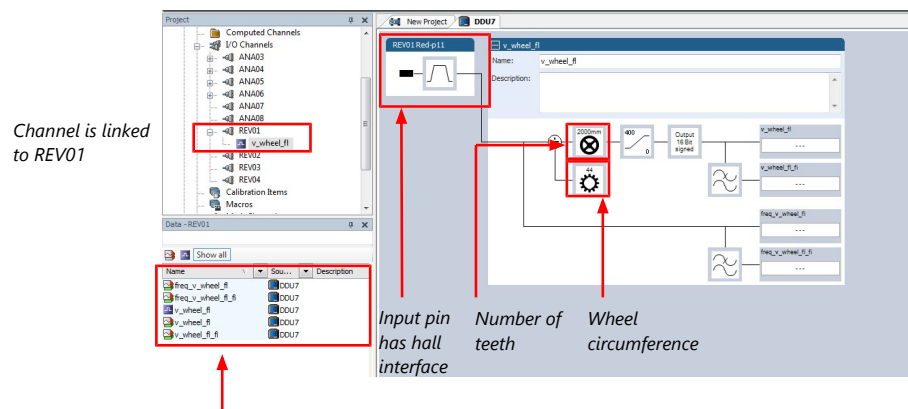 Project
New Project
DDU7
Computed Channels
I/O Channels
ANA03
ANA04
ANA05
ANA06
ANA07
ANA08
REV01
v_wheel_fl
REV02
REV03
REV04
Calibration Items
Macros
Channel is linked
to REV01
Data - REV01
Show all
Name
Sou...
Description
freq_v_wheel_fl
DDU7
freq_v_wheel_fl_fi
DDU7
v_wheel_fl
DDU7
v_wheel_fl
DDU7
v_wheel_fl_fi
DDU7
REV01 Red-p11
v_wheel_fl
Name:
v_wheel_fl
Description:
2000mm
400
0
Output
16 Bit
signed
44
v_wheel_fl
---
v_wheel_fl_fi
---
freq_v_wheel_fl
---
freq_v_wheel_fl_fi
---
Input pin
has hall
interface
Number of
teeth
Wheel
circumference